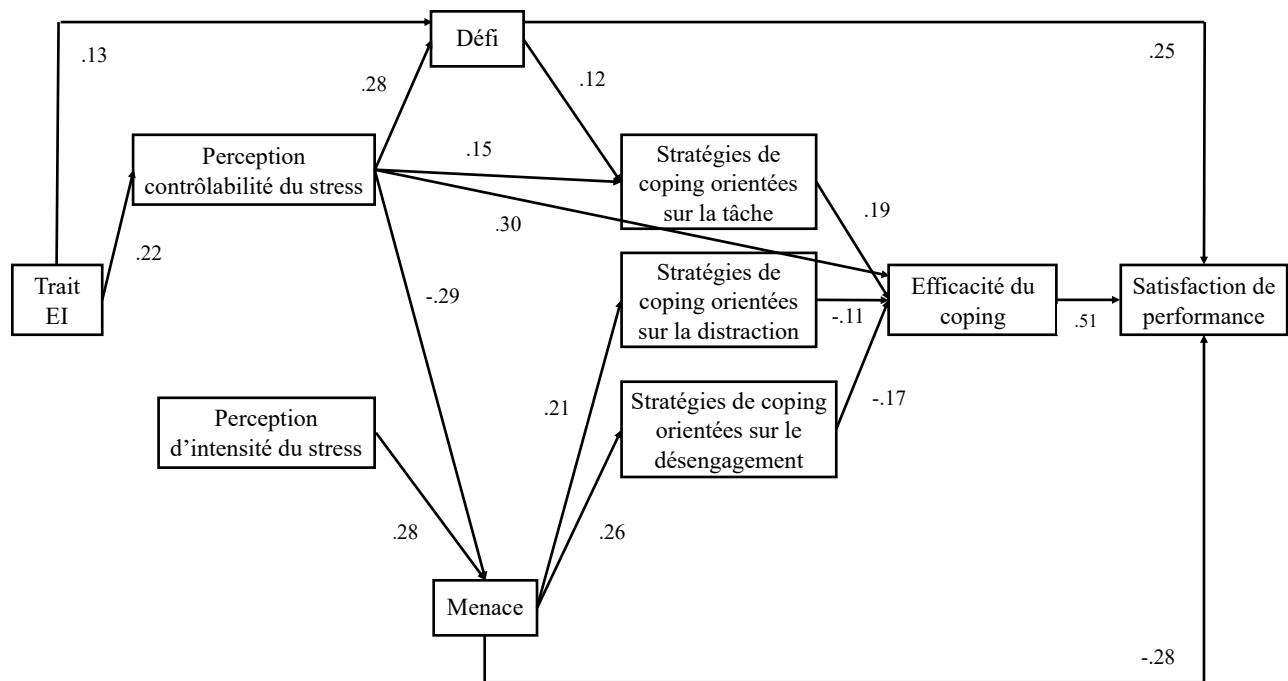 Défi
.13
.25
.28
.12
Perception
contrôlabilité du stress
.15
Stratégies de
coping orientées
sur la tâche
.19
.30
.22
Trait
EI
-.29
Stratégies de
coping orientées
sur la distraction
-.11
Efficacité du
coping
.51
Satisfaction de
performance
Perception
d’intensité du stress
.21
Stratégies de coping
orientées sur le
désengagement
-.17
.28
.26
Menace
-.28